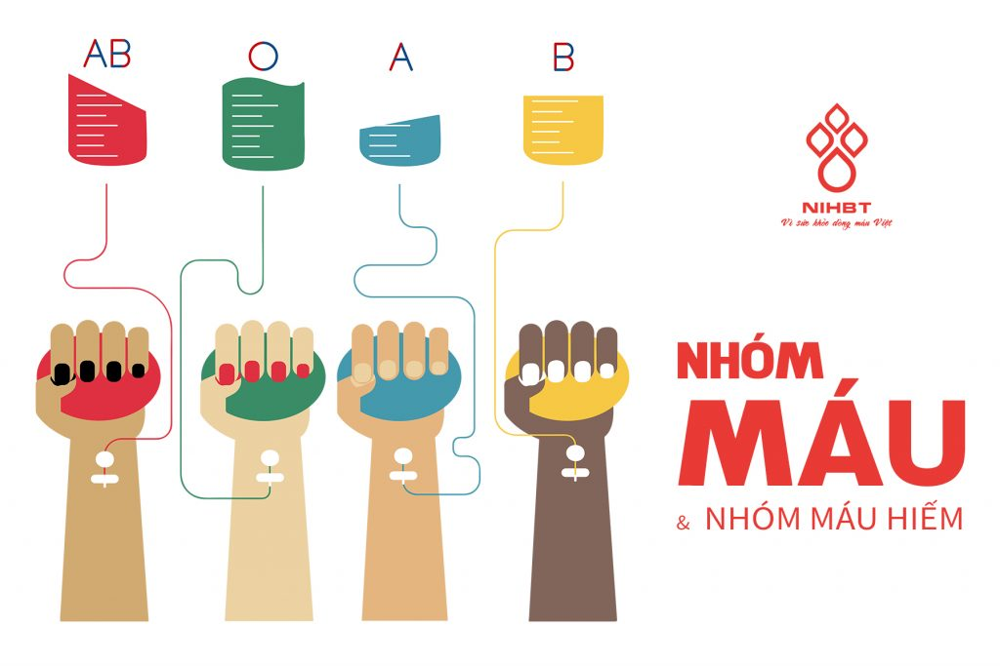 AB O A B
NIHBT
Vì sức khỏe dòng máu Việt
NHÓM
MÁU
& NHÓM MÁU HIẾM